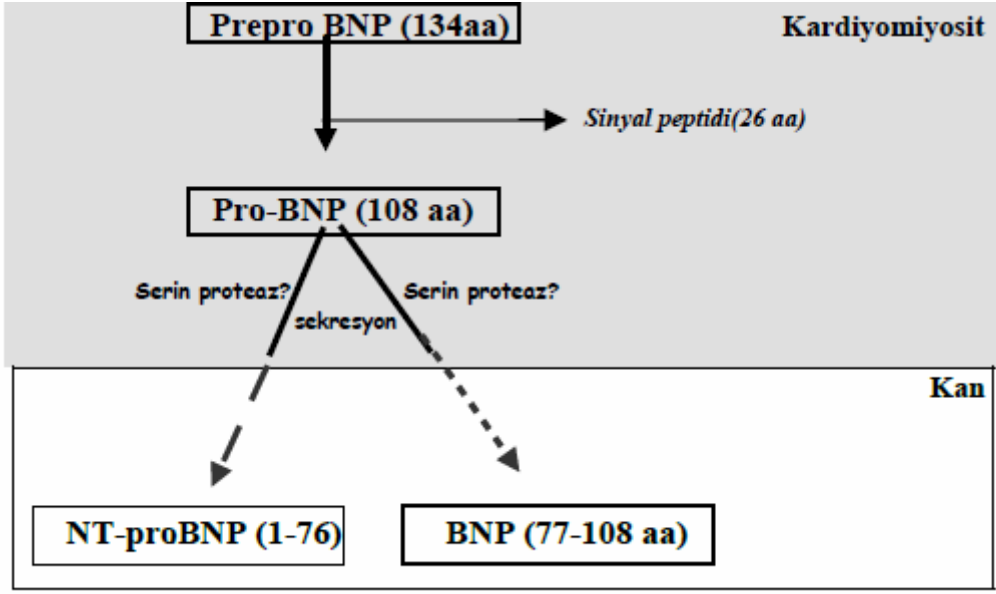 Prepro BNP (134aa)
Kardiyomiyosit
Sinyal peptidi(26 aa)
Pro-BNP (108 aa)
Serin proteaz?
Serin proteaz?
sekresyon
Kan
NT-proBNP (1-76)
BNP (77-108 aa)